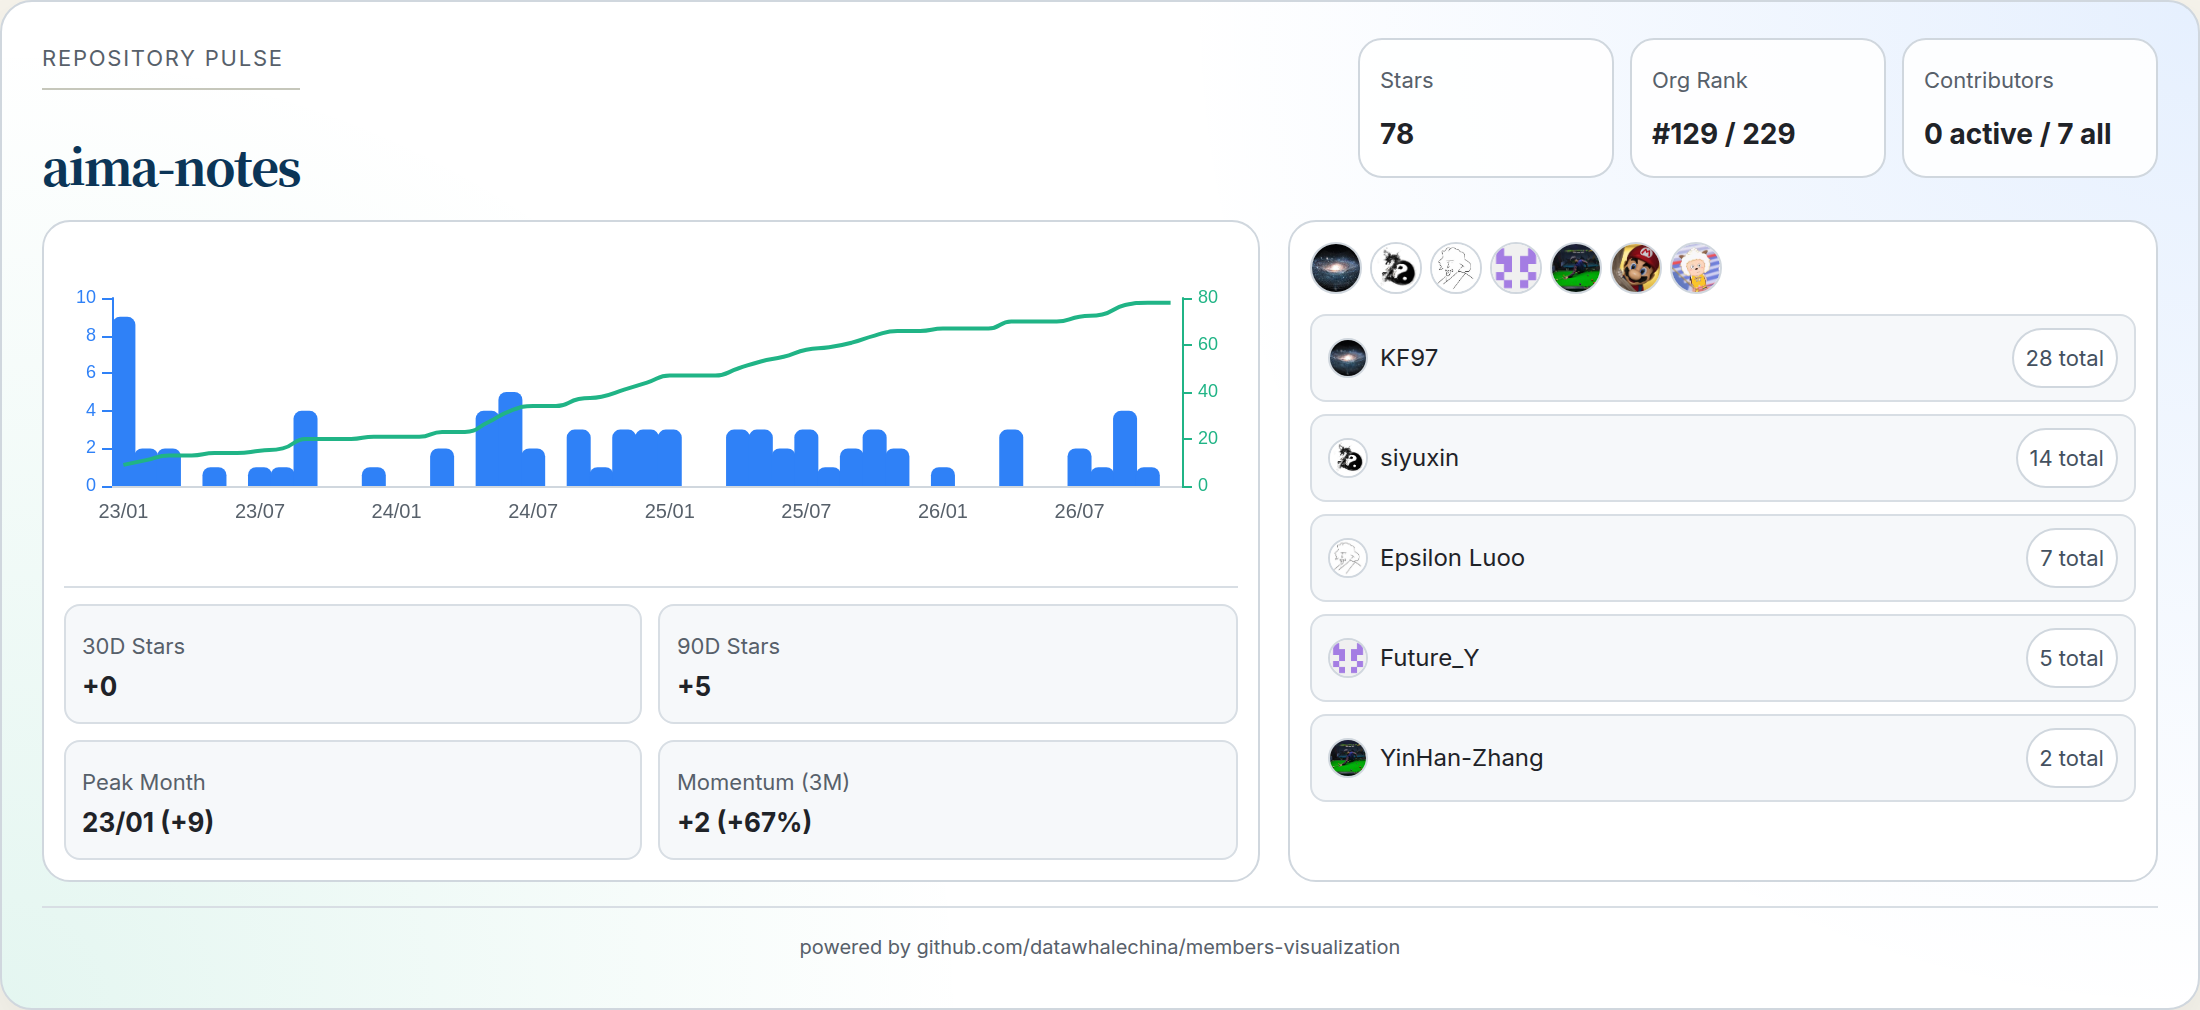 REPOSITORY PULSE
aima-notes
Stars
78
Org Rank
#129 / 229
Contributors
0 active / 7 all
10
8
6
4
2
0
80
60
40
20
0
23/01
23/07
24/01
24/07
25/01
25/07
26/01
26/07
30D Stars
+0
90D Stars
+5
Peak Month
23/01 (+9)
Momentum (3M)
+2 (+67%)
KF97
28 total
siyuxin
14 total
Epsilon Luoo
7 total
Future_Y
5 total
YinHan-Zhang
2 total
powered by github.com/datawhalechina/members-visualization